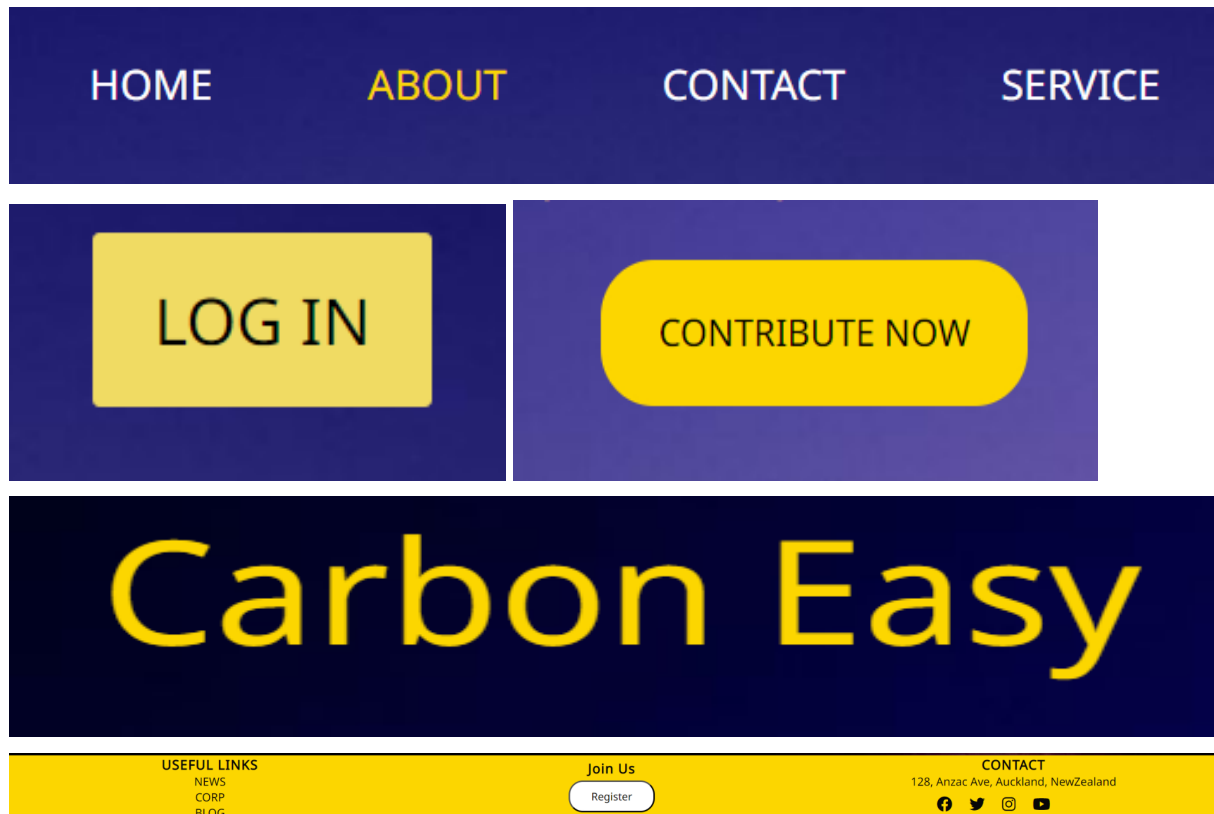 HOME ABOUT CONTACT SERVICE
LOG IN
CONTRIBUTE NOW
Carbon Easy
USEFUL LINKS
NEWS
CORP
BLOG
Join Us
Register
CONTACT
128, Anzac Ave, Auckland, NewZealand